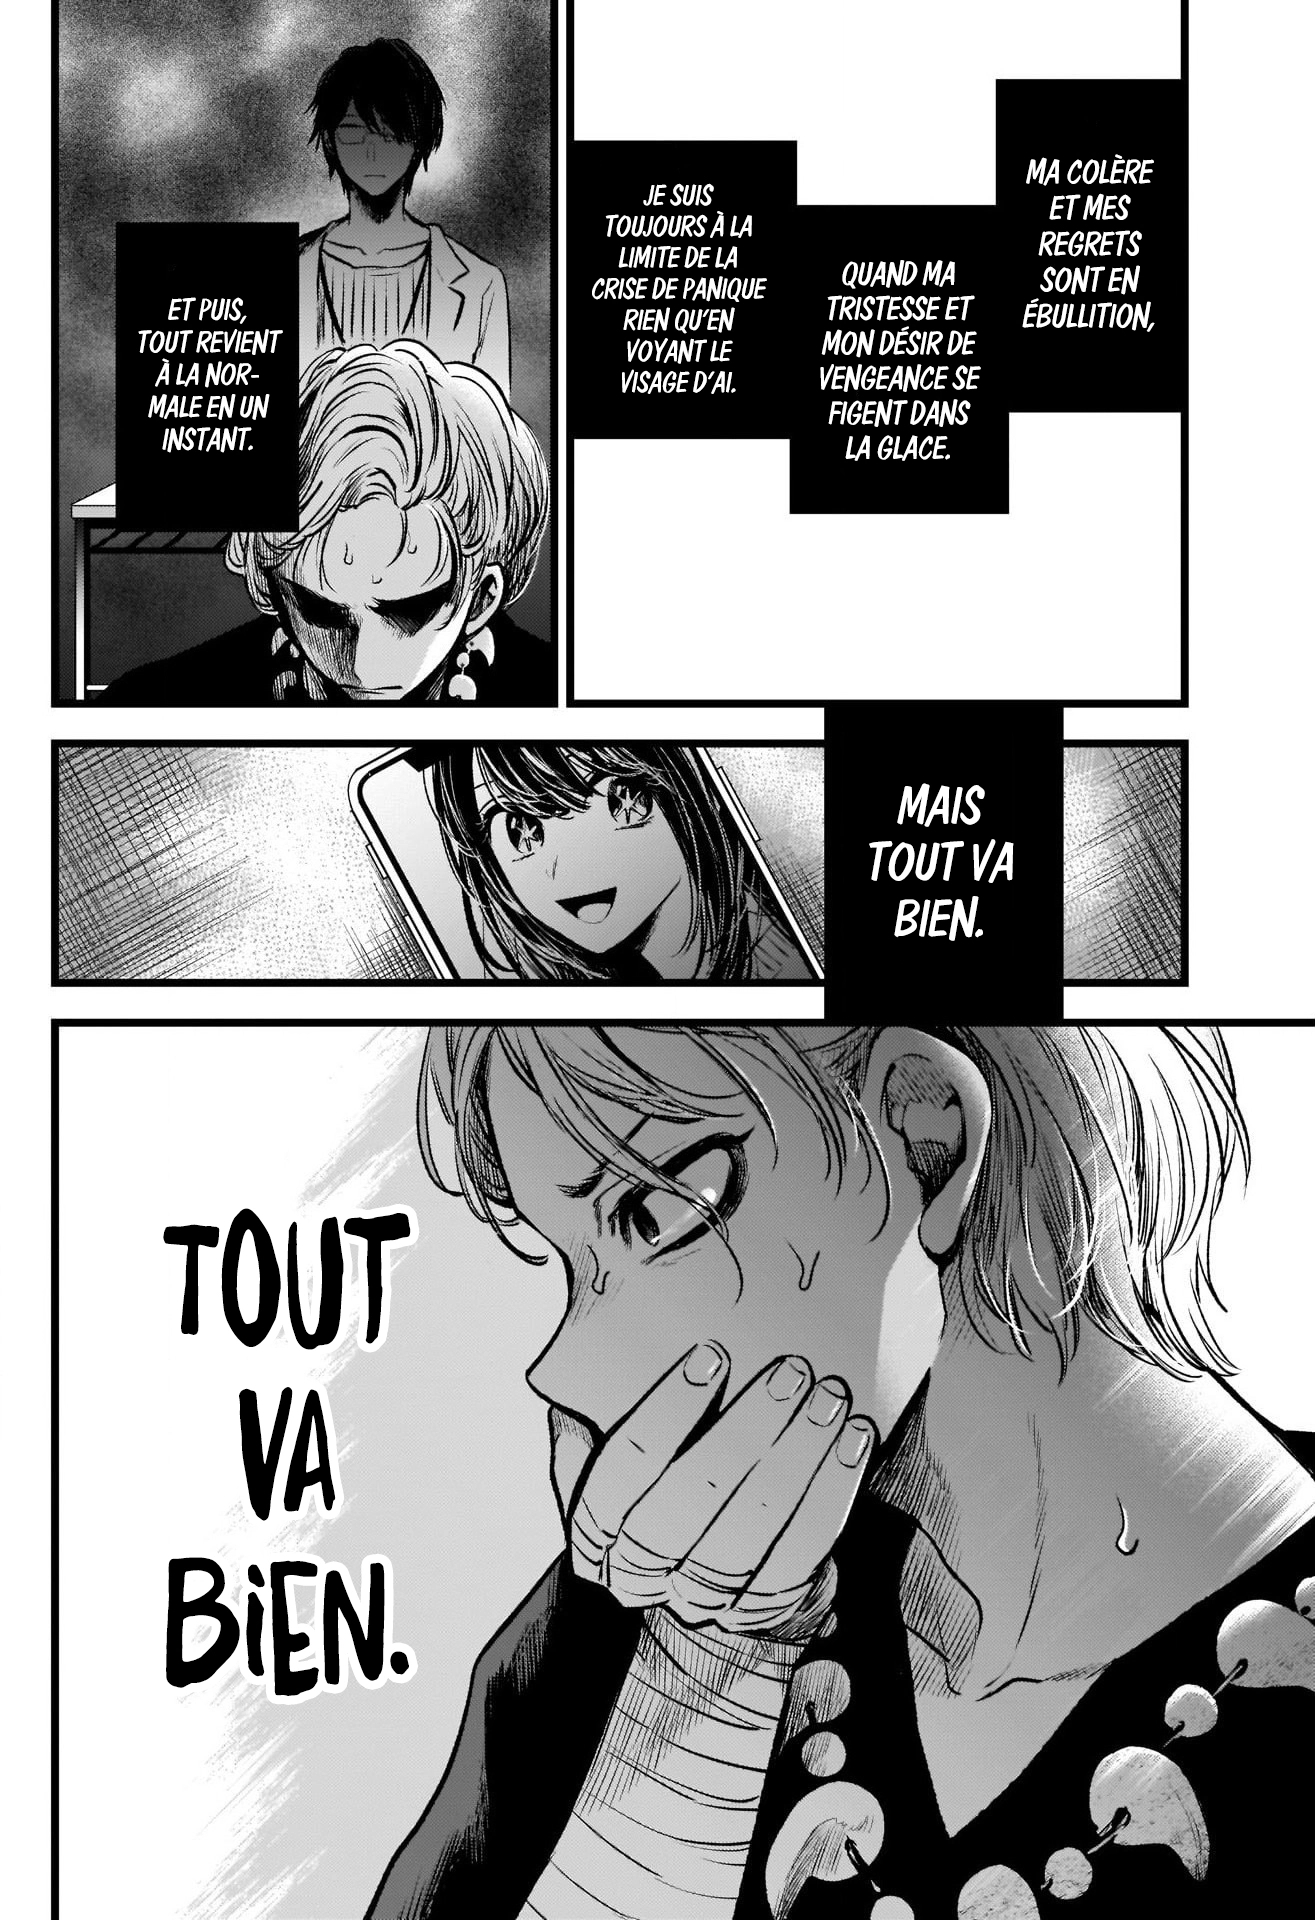 MA COLÈRE
ET MES
REGRETS
SONT EN
ÉBULLITION,
QUAND MA
TRISTESSE ET
MON DÉSIR DE
VENGEANCE SE
FIGENT DANS
LA GLACE.
JE SUIS
TOUJOURS À LA
LIMITE DE LA
CRISE DE PANIQUE
RIEN QU'EN
VOYANT LE
VISAGE D'AI.
ET PUIS,
TOUT REVIENT
À LA NOR-
MALE EN UN
INSTANT.
MAIS
TOUT VA
BIEN.
TOUT
VA
BIEN.